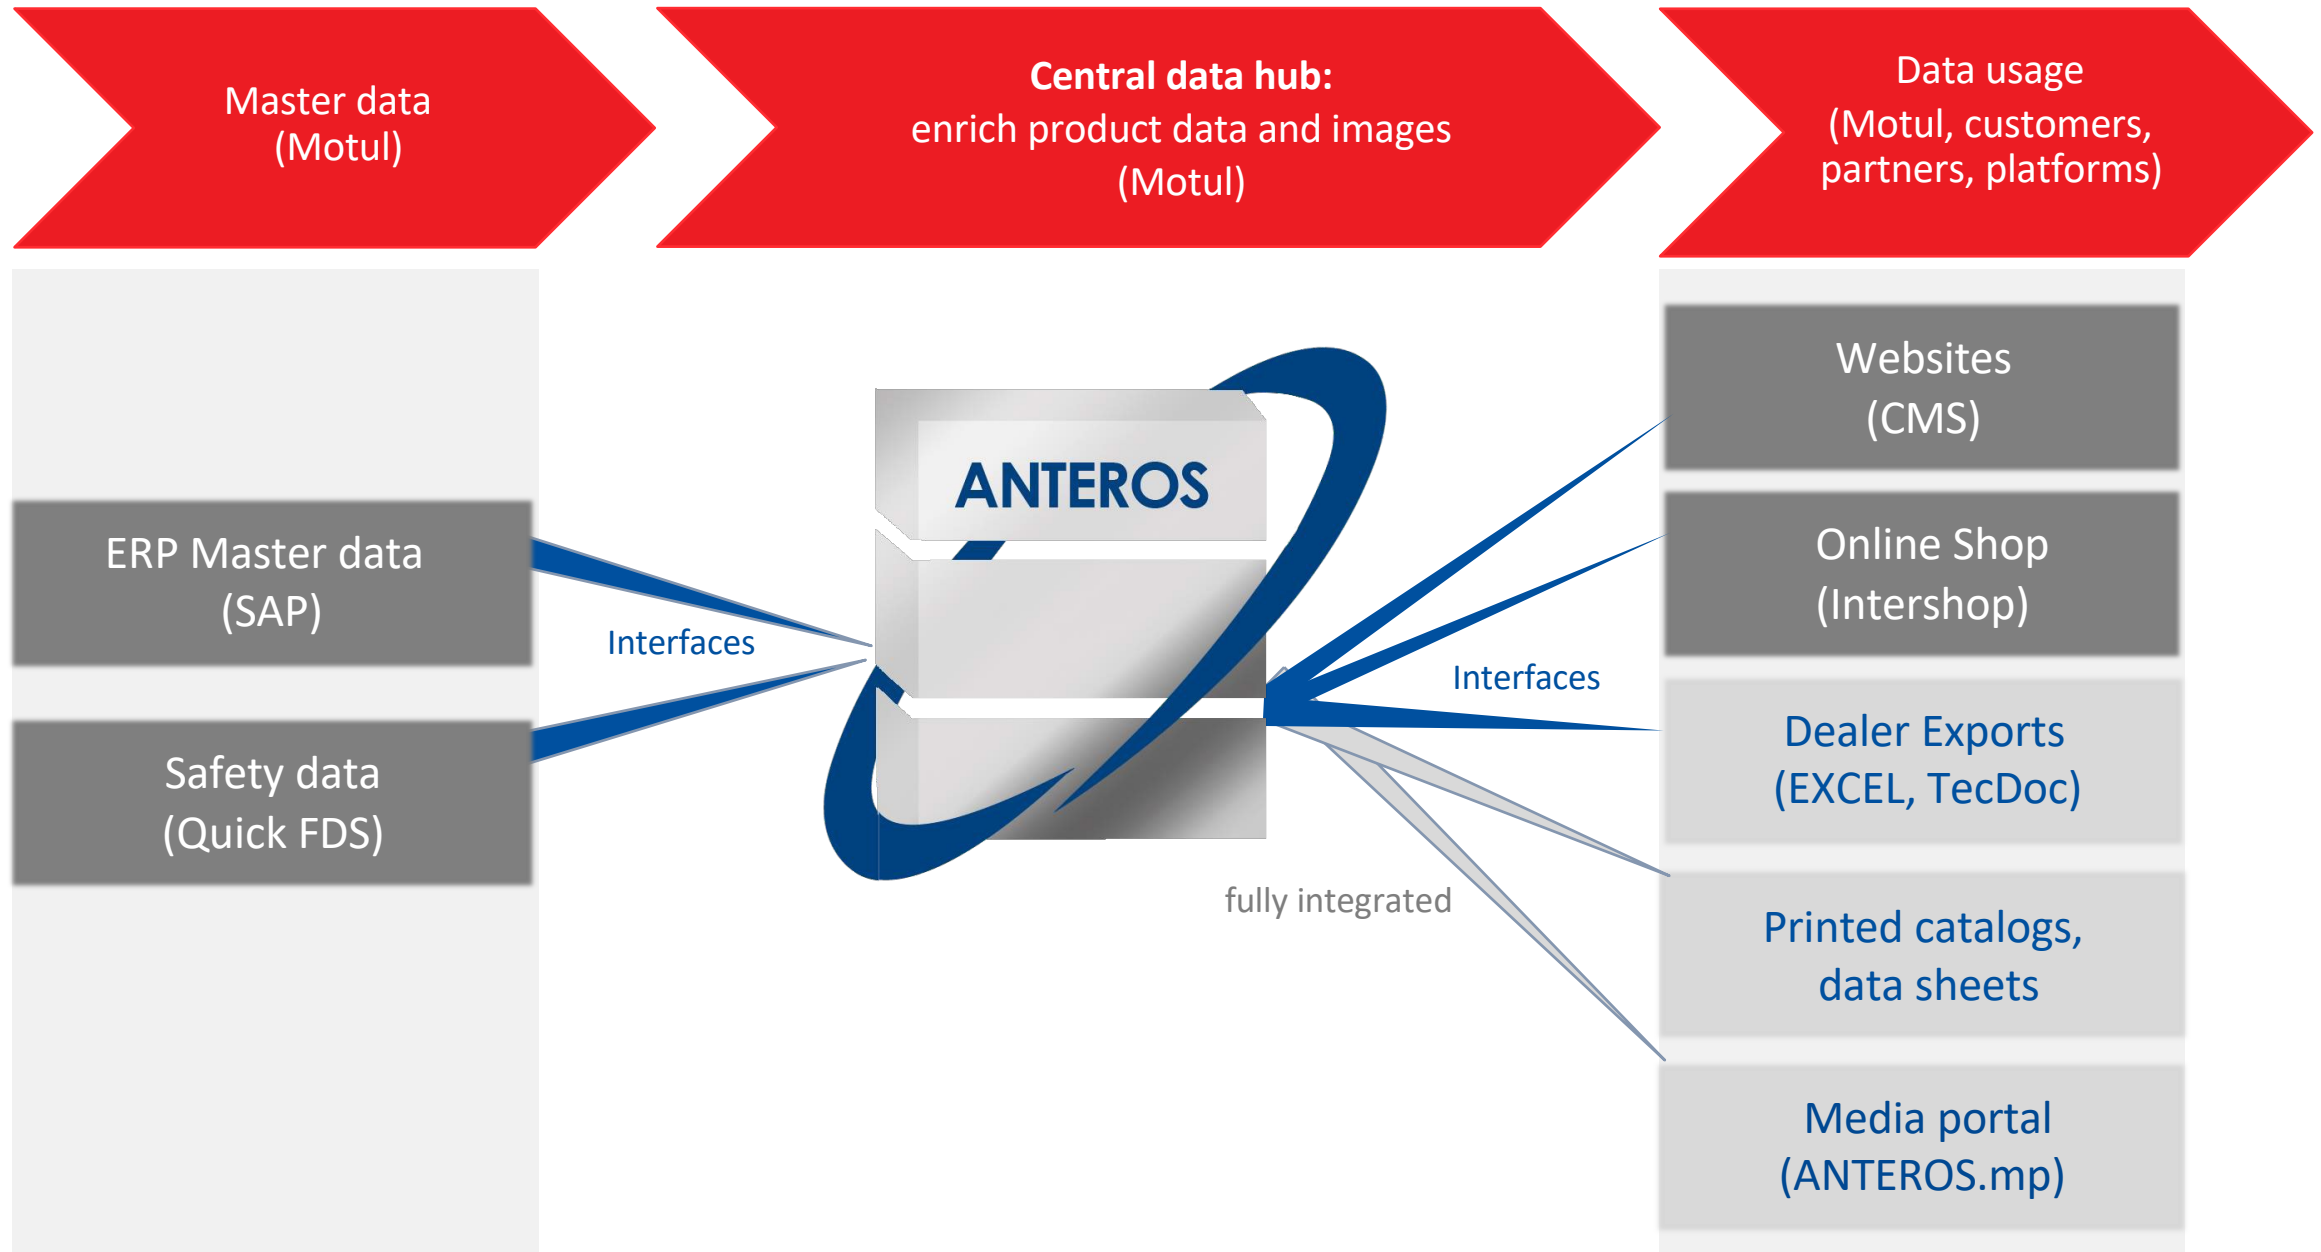 Master data
(Motul)
Central data hub:
enrich product data and images
(Motul)
Data usage
(Motul, customers,
partners, platforms)
ERP Master data
(SAP)
Safety data
(Quick FDS)
Interfaces
ANTEROS
Interfaces
fully integrated
Websites
(CMS)
Online Shop
(Intershop)
Dealer Exports
(EXCEL, TecDoc)
Printed catalogs,
data sheets
Media portal
(ANTEROS.mp)